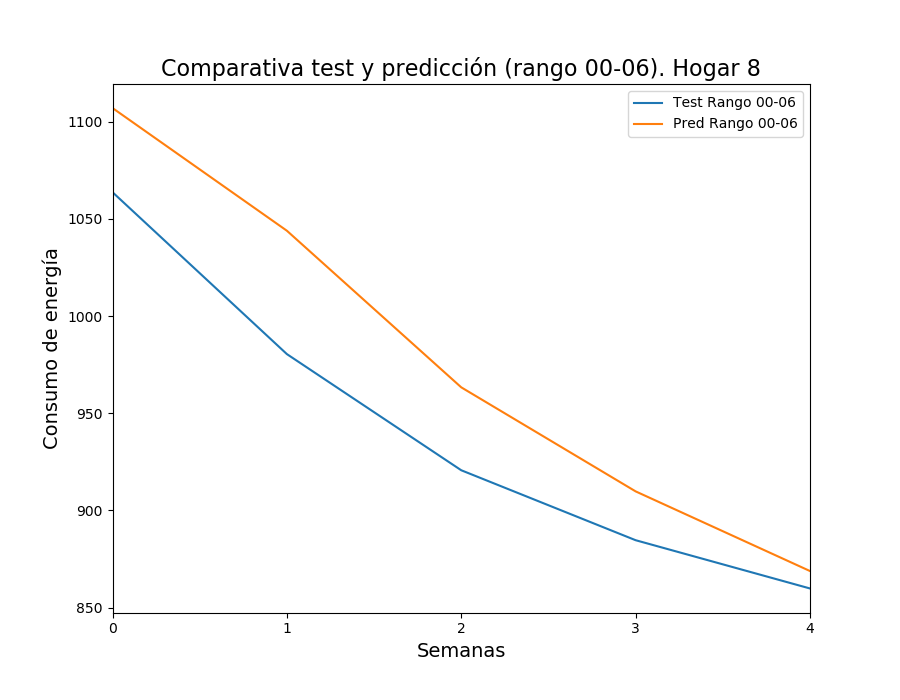 Comparativa test y predicción (rango 00-06). Hogar 8
Test Rango 00-06
Pred Rango 00-06
Consumo de energía
1100
1050
1000
950
900
850
0 1 2 3 4
Semanas